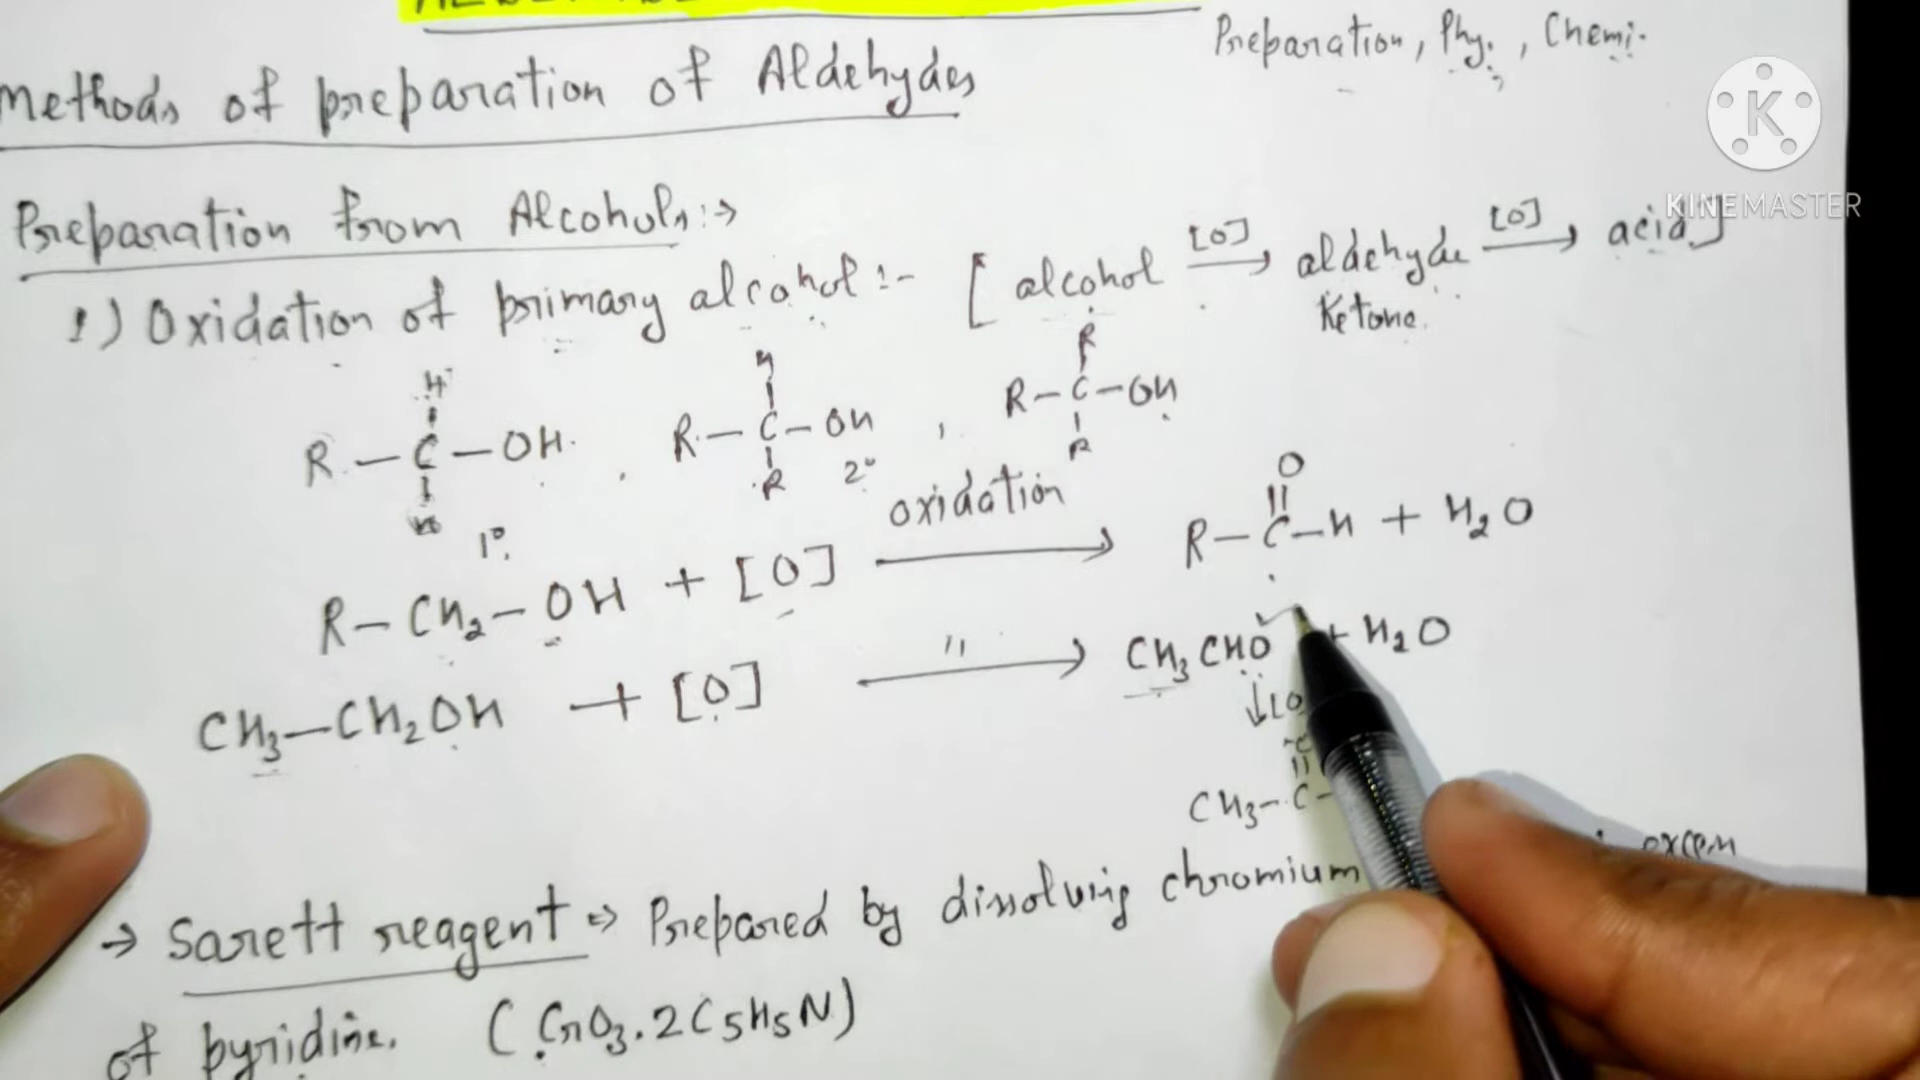 Preparation, Phy., Chemi.
Methods of preparation of Aldehydes
K
KINEMASTER
Preparation from Alcohols:→
1) Oxidation of primary alcohol:- [ alcohol [O]→ aldehyde [O]→ acid]
Ketone.
H H R
R-C-OH. , R-C-OH , R-C-OH
H R R
1°. 2°
oxidation
O
R-CH₂-OH + [O] → R-C-H + H₂O
CH₃-CH₂OH + [O] 〃→ CH₃CHO + H₂O
↓[O
CH₃-C-
→ Sarett reagent → Prepared by dissolving chromium
of pyridine. (CrO₃.2C₅H₅N)